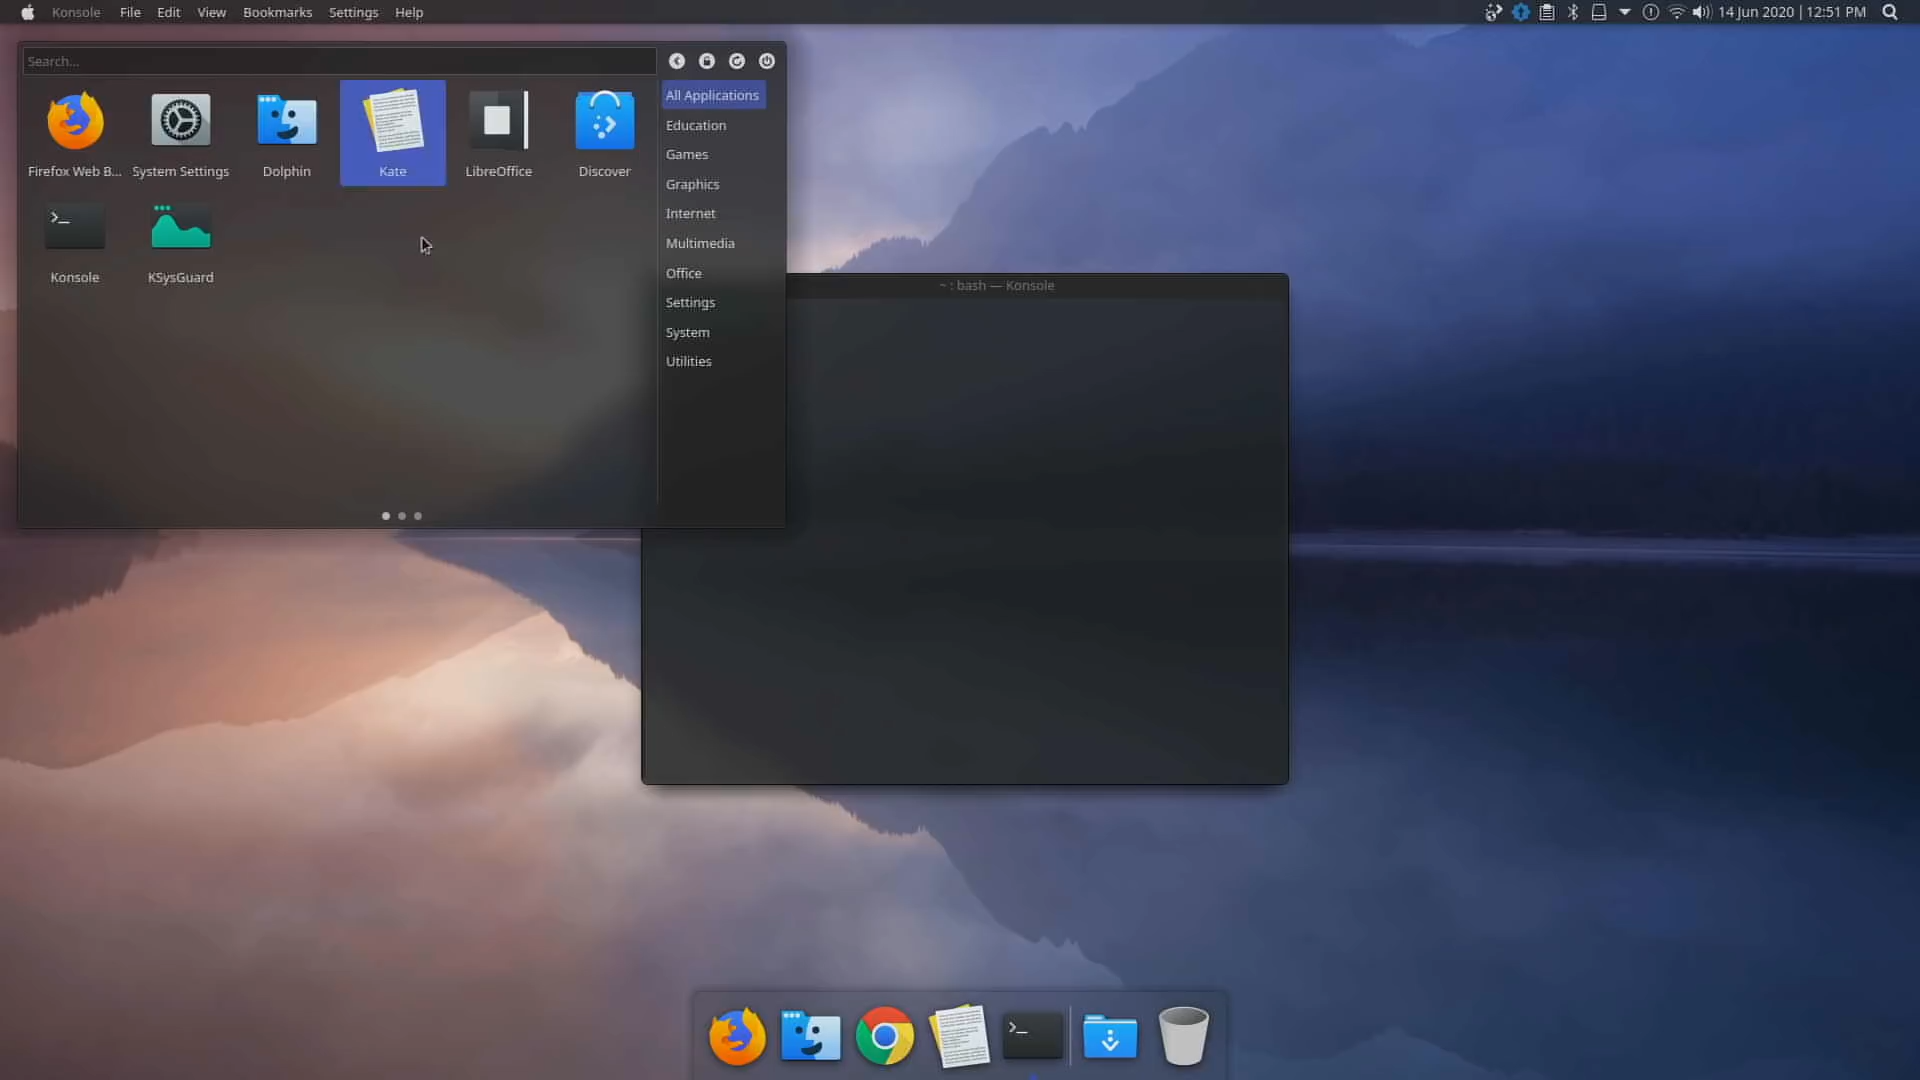 Konsole File Edit View Bookmarks Settings Help 14 Jun 2020 | 12:51 PM
Search...
All Applications
Education
Games
Graphics
Internet
Multimedia
Office
Settings
System
Utilities
Firefox Web B... System Settings Dolphin Kate LibreOffice Discover
>_
Konsole KSysGuard
~ : bash — Konsole
>_